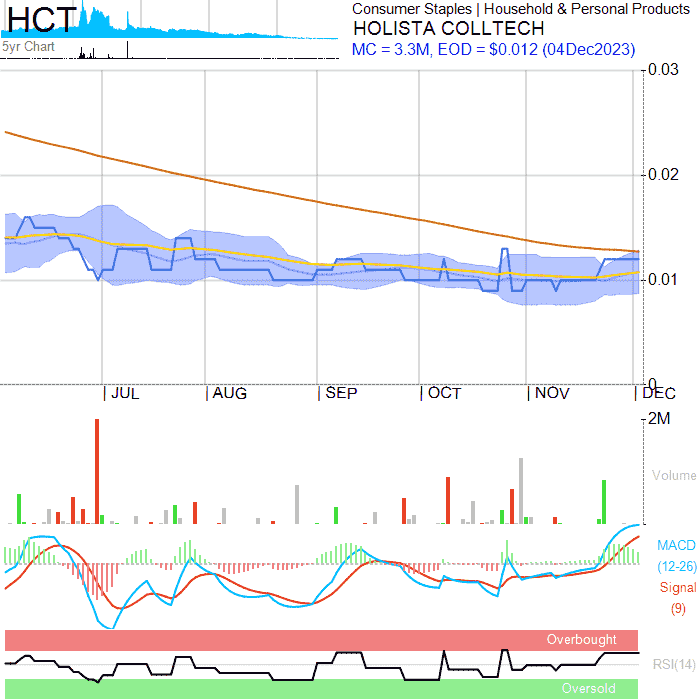 HCT
5yr Chart
Consumer Staples | Household & Personal Products
HOLISTA COLLTECH
MC = 3.3M, EOD = $0.012 (04Dec2023)
0.03
0.02
0.01
0
JUL AUG SEP OCT NOV DEC
2M
Volume
MACD
(12-26)
Signal
(9)
Overbought
RSI(14)
Oversold